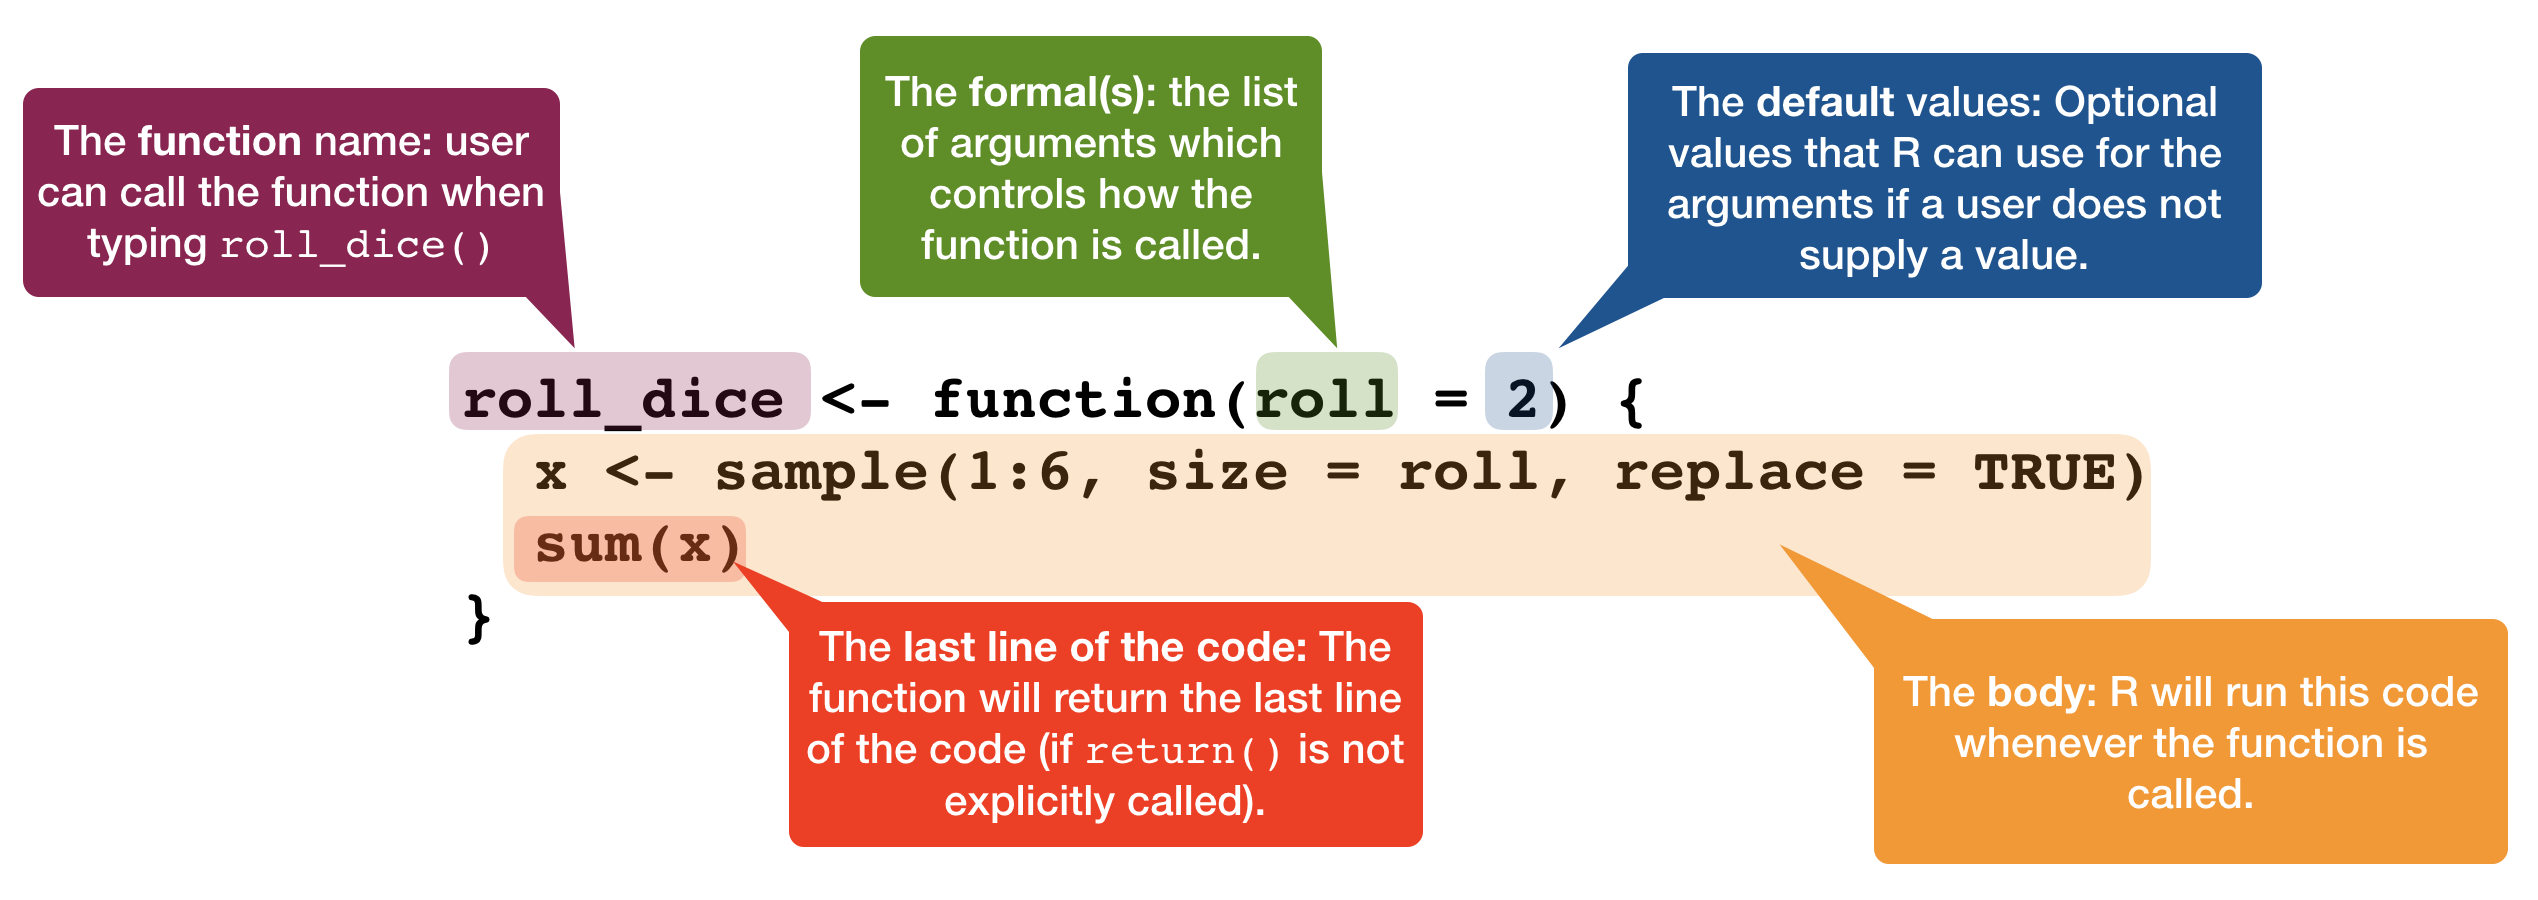 The function name: user
can call the function when
typing roll_dice()
The formal(s): the list
of arguments which
controls how the
function is called.
The default values: Optional
values that R can use for the
arguments if a user does not
supply a value.
roll_dice <- function(roll = 2) {
x <- sample(1:6, size = roll, replace = TRUE)
sum(x)
}
The last line of the code: The
function will return the last line
of the code (if return() is not
explicitly called).
The body: R will run this code
whenever the function is
called.